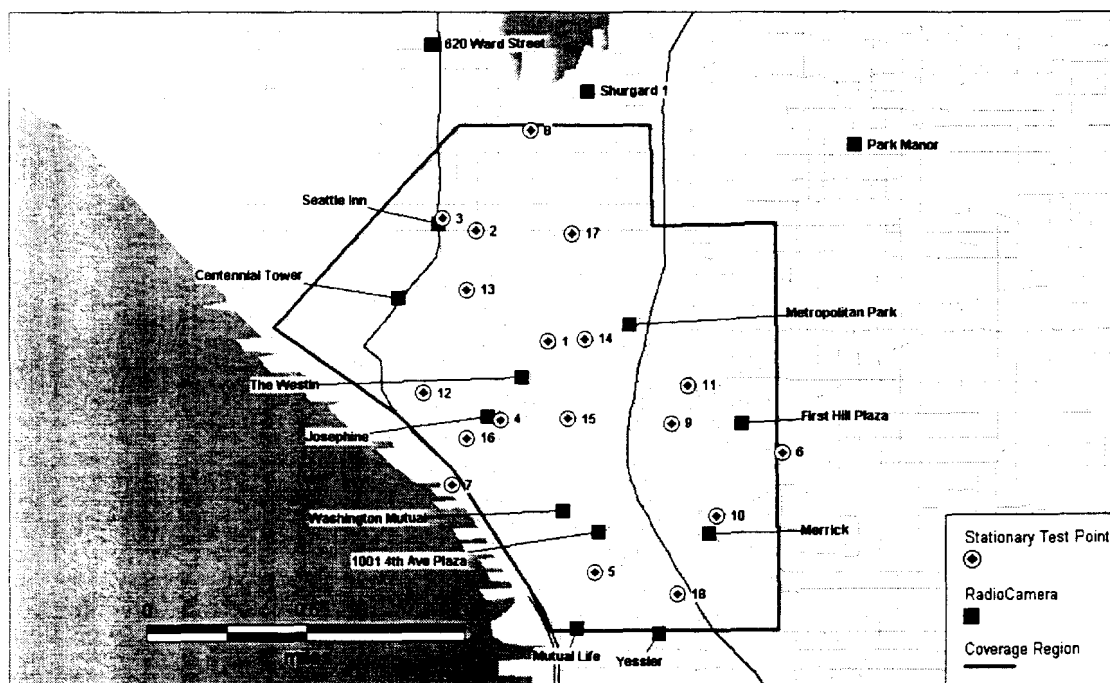 620 Ward Street
Shurgard 1
8
Park Manor
Seattle Inn
3
2
17
Centennial Tower
13
Metropolitan Park
1
14
The Westin
11
12
Josephine
4
15
9
First Hill Plaza
16
6
7
Washington Mutual
10
Merrick
1001 4th Ave Plaza
5
18
0
Mutual Life
Yessler
Stationary Test Point
RadioCamera
Coverage Region